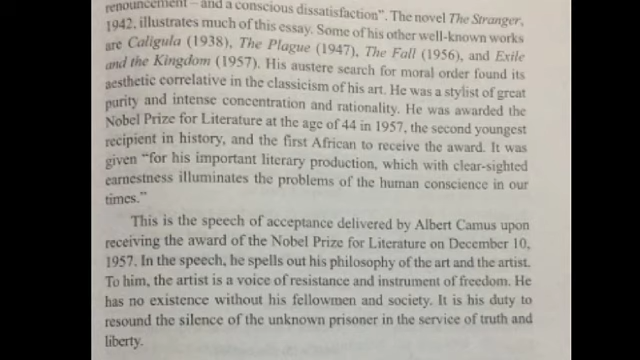 renouncement – and a conscious dissatisfaction”. The novel The Stranger,
1942, illustrates much of this essay. Some of his other well-known works
are Caligula (1938), The Plague (1947), The Fall (1956), and Exile
and the Kingdom (1957). His austere search for moral order found its
aesthetic correlative in the classicism of his art. He was a stylist of great
purity and intense concentration and rationality. He was awarded the
Nobel Prize for Literature at the age of 44 in 1957, the second youngest
recipient in history, and the first African to receive the award. It was
given “for his important literary production, which with clear-sighted
earnestness illuminates the problems of the human conscience in our
times.”
This is the speech of acceptance delivered by Albert Camus upon
receiving the award of the Nobel Prize for Literature on December 10,
1957. In the speech, he spells out his philosophy of the art and the artist.
To him, the artist is a voice of resistance and instrument of freedom. He
has no existence without his fellowmen and society. It is his duty to
resound the silence of the unknown prisoner in the service of truth and
liberty.